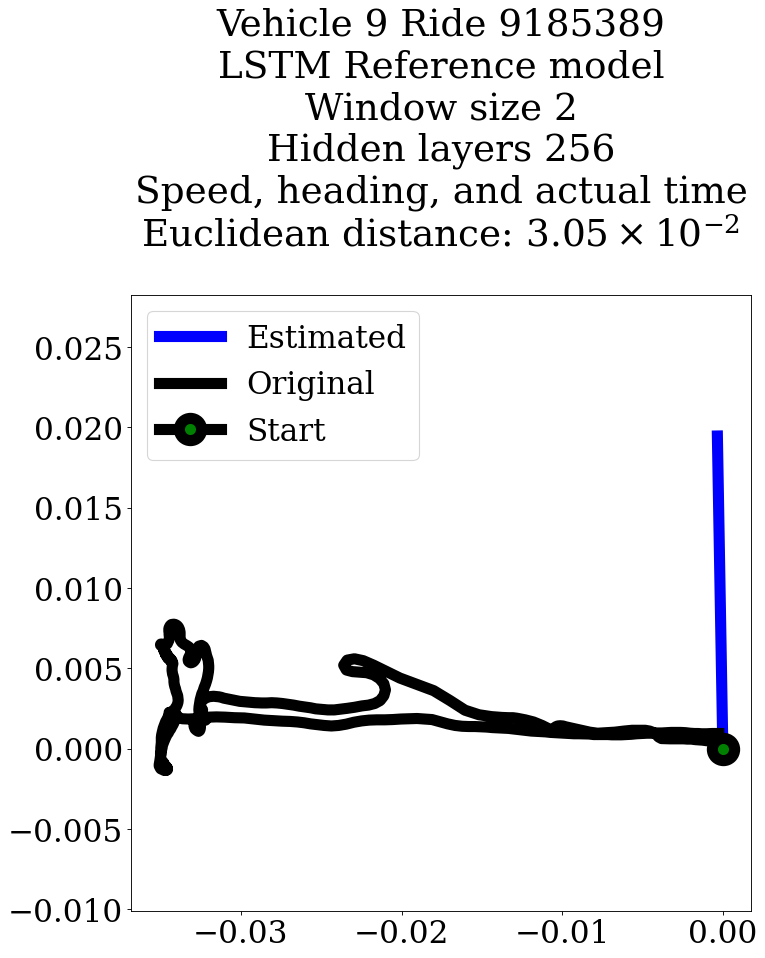 Vehicle 9 Ride 9185389
LSTM Reference model
Window size 2
Hidden layers 256
Speed, heading, and actual time
Euclidean distance: 3.05 × 10⁻²
Estimated
Original
Start
0.025
0.020
0.015
0.010
0.005
0.000
−0.005
−0.010
−0.03 −0.02 −0.01 0.00